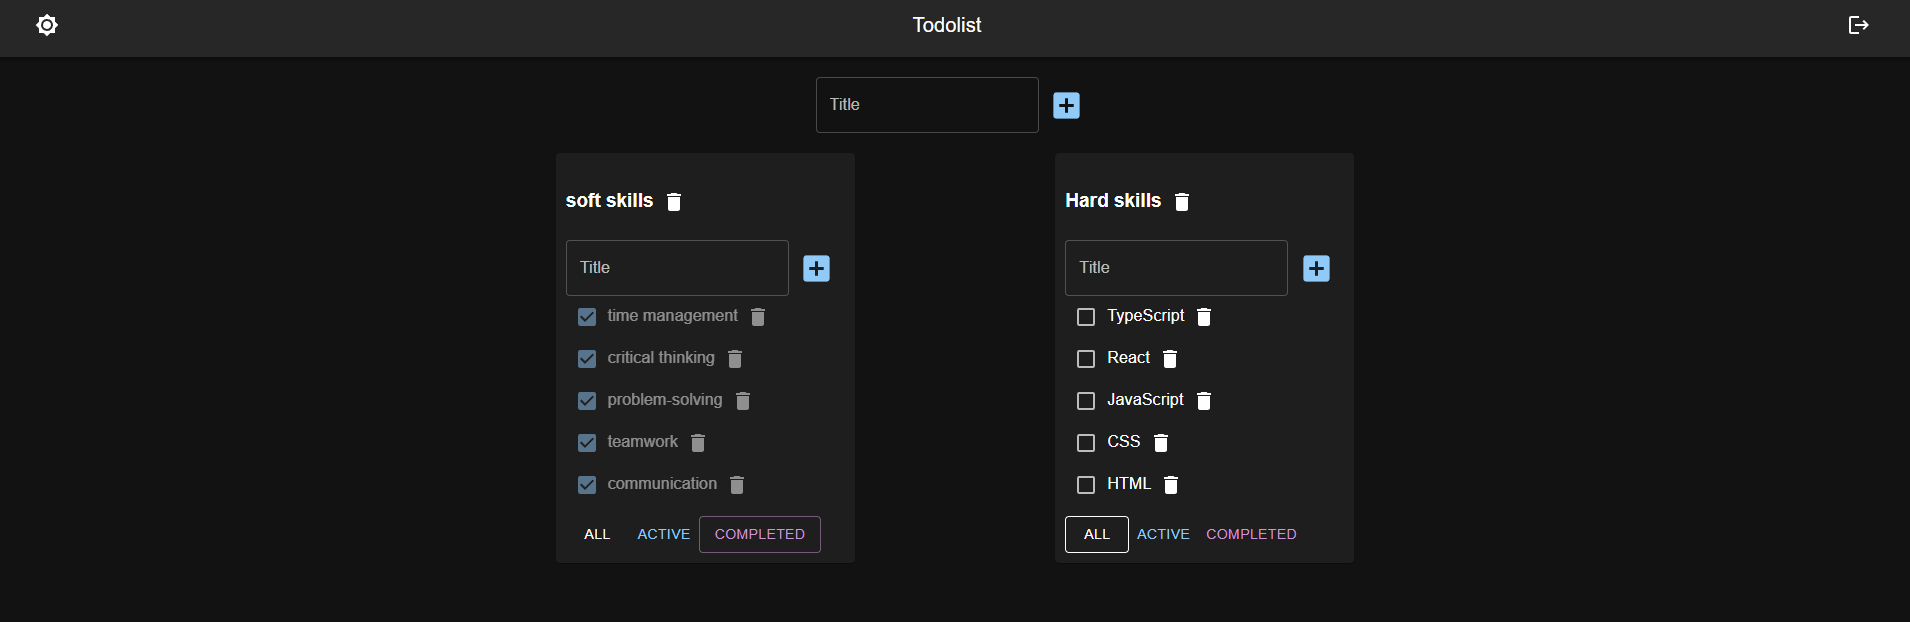 Todolist
Title
soft skills
Title
time management
critical thinking
problem-solving
teamwork
communication
ALL ACTIVE COMPLETED
Hard skills
Title
TypeScript
React
JavaScript
CSS
HTML
ALL ACTIVE COMPLETED